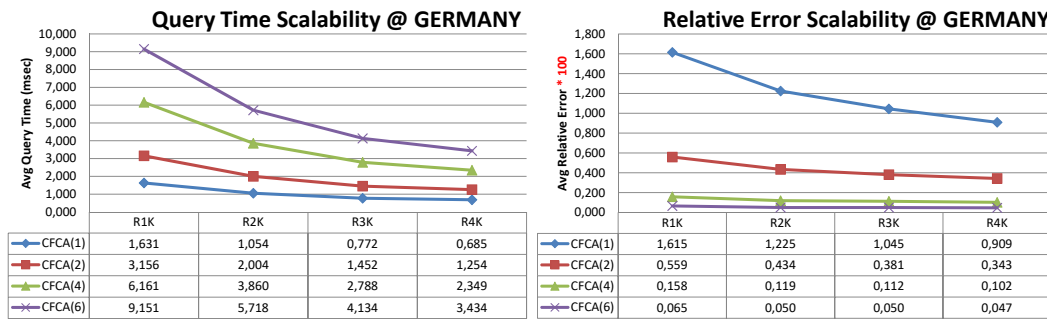 Query Time Scalability @ GERMANY
Avg Query Time (msec)
10,000
9,000
8,000
7,000
6,000
5,000
4,000
3,000
2,000
1,000
0,000
R1K R2K R3K R4K
CFCA(1) 1,631 1,054 0,772 0,685
CFCA(2) 3,156 2,004 1,452 1,254
CFCA(4) 6,161 3,860 2,788 2,349
CFCA(6) 9,151 5,718 4,134 3,434
Relative Error Scalability @ GERMANY
Avg Relative Error * 100
1,800
1,600
1,400
1,200
1,000
0,800
0,600
0,400
0,200
0,000
R1K R2K R3K R4K
CFCA(1) 1,615 1,225 1,045 0,909
CFCA(2) 0,559 0,434 0,381 0,343
CFCA(4) 0,158 0,119 0,112 0,102
CFCA(6) 0,065 0,050 0,050 0,047